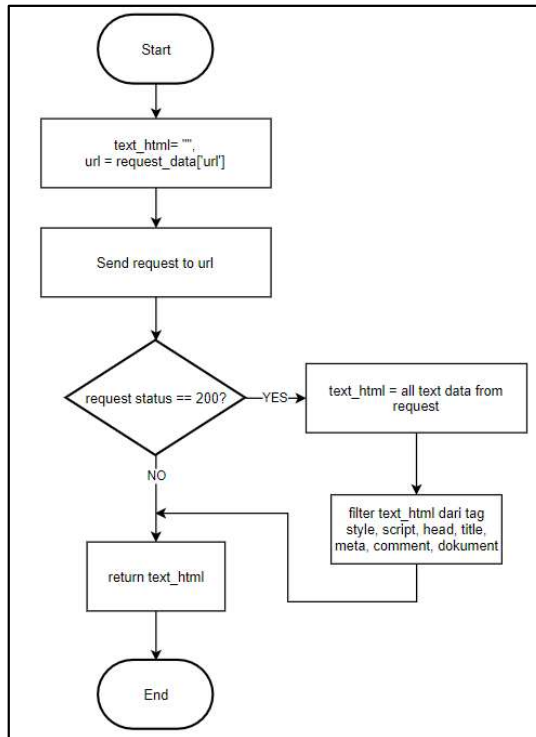 Start
text_html= "",
url = request_data['url']
Send request to url
request status == 200?
YES
text_html = all text data from
request
NO
filter text_html dari tag
style, script, head, title,
meta, comment, dokument
return text_html
End